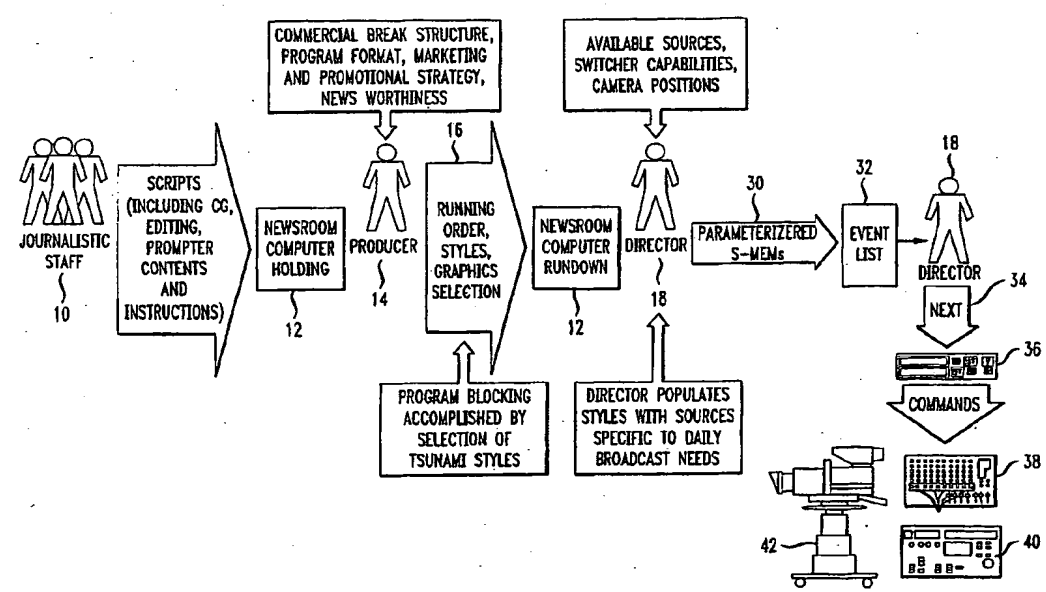 COMMERCIAL BREAK STRUCTURE,
PROGRAM FORMAT, MARKETING
AND PROMOTIONAL STRATEGY,
NEWS WORTHINESS
AVAILABLE SOURCES,
SWITCHER CAPABILITIES,
CAMERA POSITIONS
JOURNALISTIC
STAFF
10
SCRIPTS
(INCLUDING CG,
EDITING,
PROMPTER
CONTENTS
AND
INSTRUCTIONS)
NEWSROOM
COMPUTER
HOLDING
12
PRODUCER
14
16
RUNNING
ORDER,
STYLES,
GRAPHICS
SELECTION
NEWSROOM
COMPUTER
RUNDOWN
12
DIRECTOR
18
30
PARAMETERIZERED
S-MEMs
32
EVENT
LIST
18
DIRECTOR
34
NEXT
36
COMMANDS
PROGRAM BLOCKING
ACCOMPLISHED BY
SELECTION OF
TSUNAMI STYLES
DIRECTOR POPULATES
STYLES WITH SOURCES
SPECIFIC TO DAILY
BROADCAST NEEDS
38
42
40